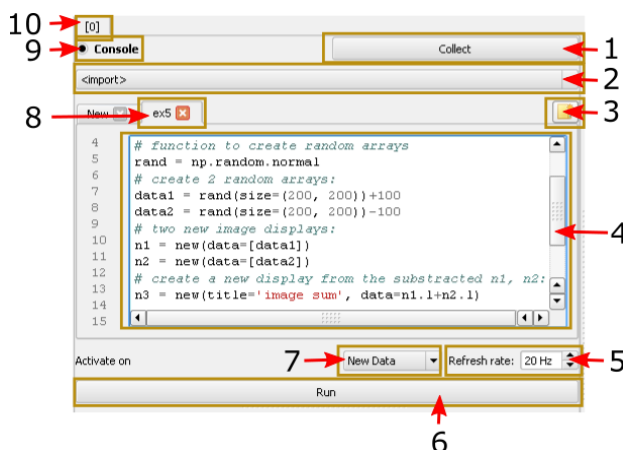 10 [0]
9 Console Collect 1
<import> 2
8 New ex5 3
4 # function to create random arrays
5 rand = np.random.normal
6 # create 2 random arrays:
7 data1 = rand(size=(200, 200))+100
8 data2 = rand(size=(200, 200))-100
9 # two new image displays:
10 n1 = new(data=[data1])
11 n2 = new(data=[data2]) 4
12 # create a new display from the substracted n1, n2:
13 n3 = new(title='image sum', data=n1.l+n2.l)
14
15
Activate on 7 New Data Refresh rate: 20 Hz 5
Run
6